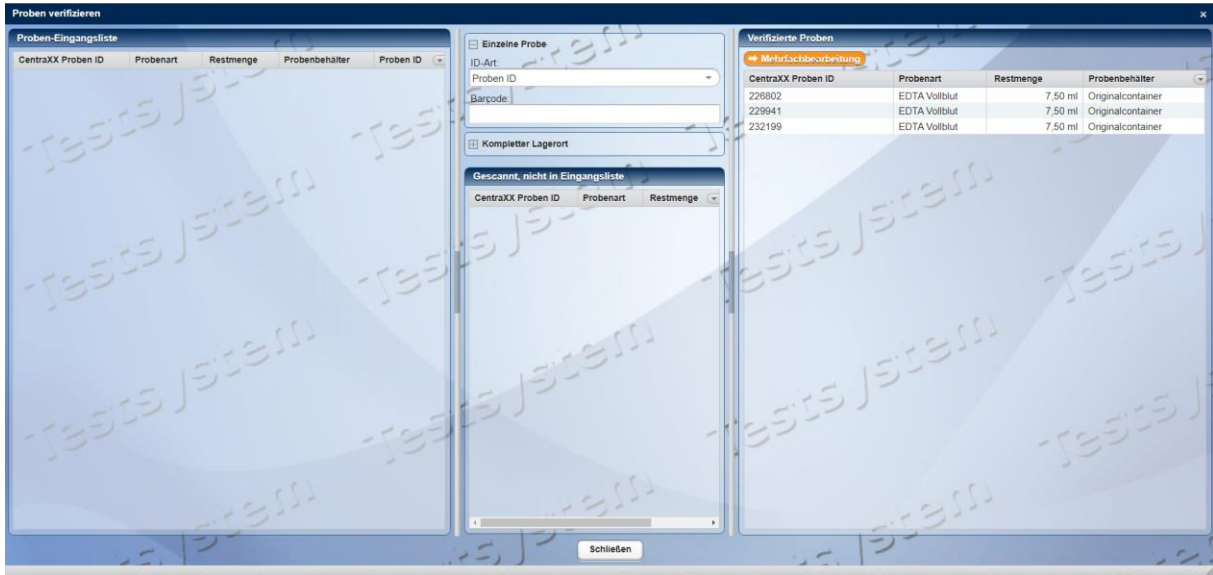 Proben verifizieren
Proben-Eingangsliste
CentraXX Proben ID Probenart Restmenge Probenbehälter Proben ID
Einzelne Probe
ID-Art:
Proben ID
Barcode:
Kompletter Lagerort
Gescannt, nicht in Eingangsliste
CentraXX Proben ID Probenart Restmenge
Verifizierte Proben
Mehrfachbearbeitung
CentraXX Proben ID Probenart Restmenge Probenbehälter
226802 EDTA Vollblut 7,50 ml Originalcontainer
229941 EDTA Vollblut 7,50 ml Originalcontainer
232199 EDTA Vollblut 7,50 ml Originalcontainer
Schließen
Testsystem